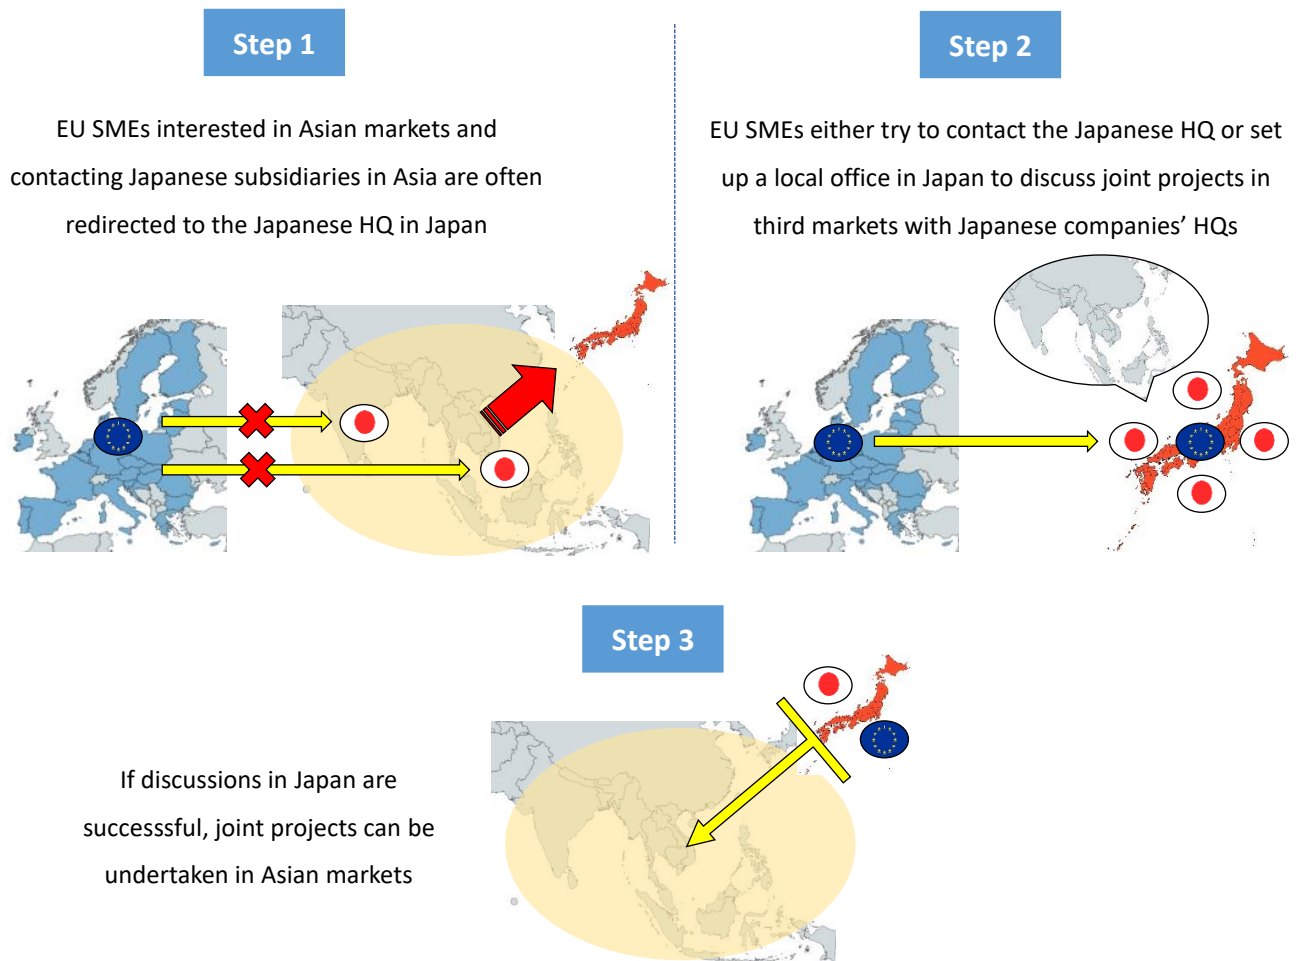 Step 1
EU SMEs interested in Asian markets and
contacting Japanese subsidiaries in Asia are often
redirected to the Japanese HQ in Japan
Step 2
EU SMEs either try to contact the Japanese HQ or set
up a local office in Japan to discuss joint projects in
third markets with Japanese companies’ HQs
Step 3
If discussions in Japan are
successsful, joint projects can be
undertaken in Asian markets